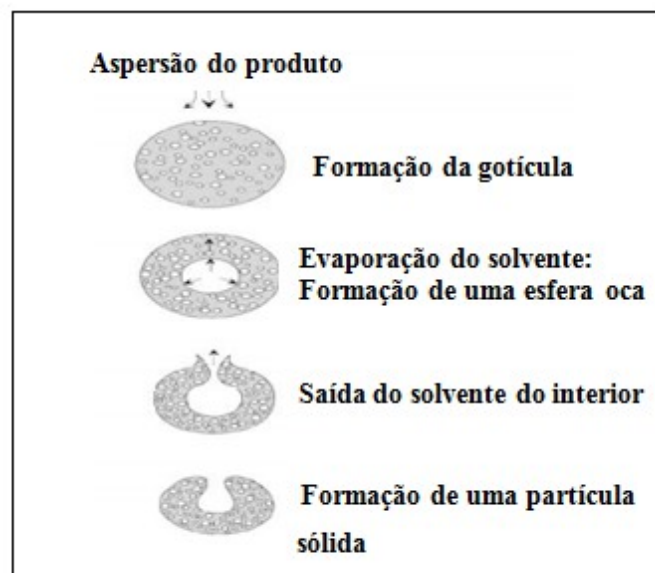 Aspersão do produto
Formação da gotícula
Evaporação do solvente:
Formação de uma esfera oca
Saída do solvente do interior
Formação de uma partícula
sólida